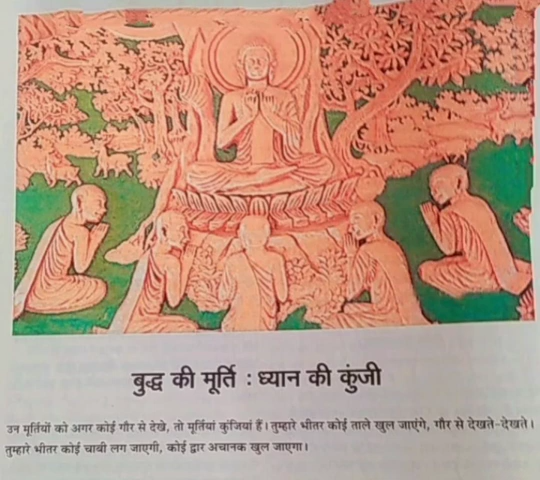 बुद्ध की मूर्ति : ध्यान की कुंजी
उन मूर्तियों को अगर कोई गौर से देखे, तो मूर्तियां कुंजियां हैं। तुम्हारे भीतर कोई ताले खुल जाएंगे, गौर से देखते-देखते।
तुम्हारे भीतर कोई चाबी लग जाएगी, कोई द्वार अचानक खुल जाएगा।